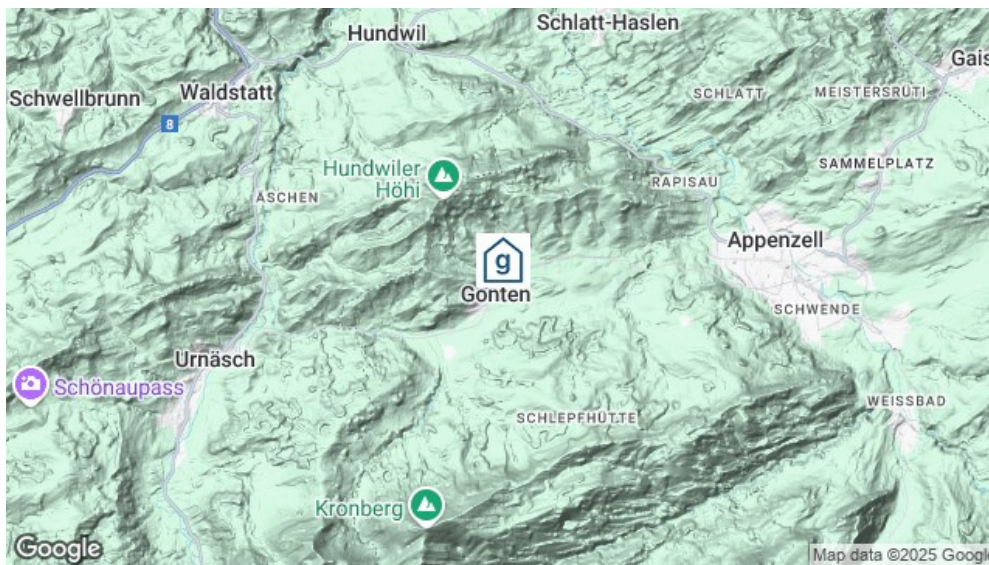 Schlatt-Haslen
Hundwil
Gais
Waldstatt
SCHLATT
MEISTERSRÜTI
Schwellbrunn
8
Hundwiler
Höhi
SAMMELPLATZ
ÄSCHEN
RAPISAU
Appenzell
g
Gonten
SCHWENDE
Urnäsch
Schönaupass
WEISSBAD
SCHLEPFHÜTTE
Kronberg
Google
Map data ©2025 Google